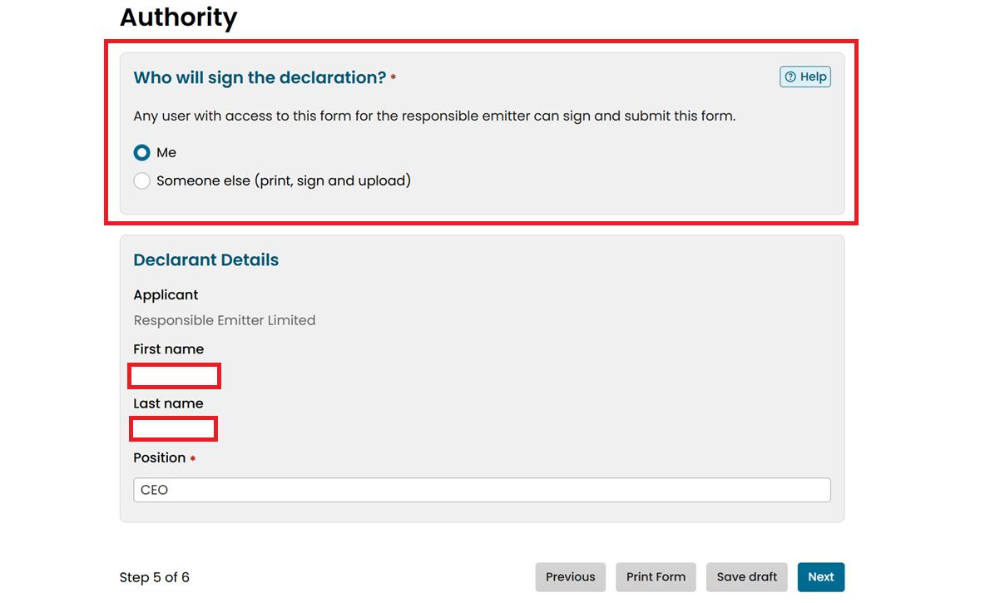 Authority
Who will sign the declaration? *
Help
Any user with access to this form for the responsible emitter can sign and submit this form.
Me
Someone else (print, sign and upload)
Declarant Details
Applicant
Responsible Emitter Limited
First name
Last name
Position *
CEO
Step 5 of 6
Previous
Print Form
Save draft
Next